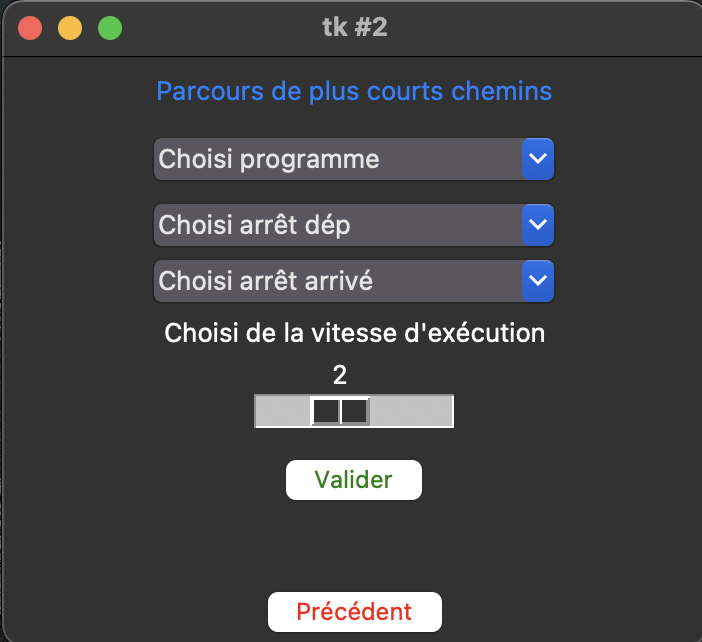 tk #2
Parcours de plus courts chemins
Choisi programme
Choisi arrêt dép
Choisi arrêt arrivé
Choisi de la vitesse d'exécution
2
Valider
Précédent